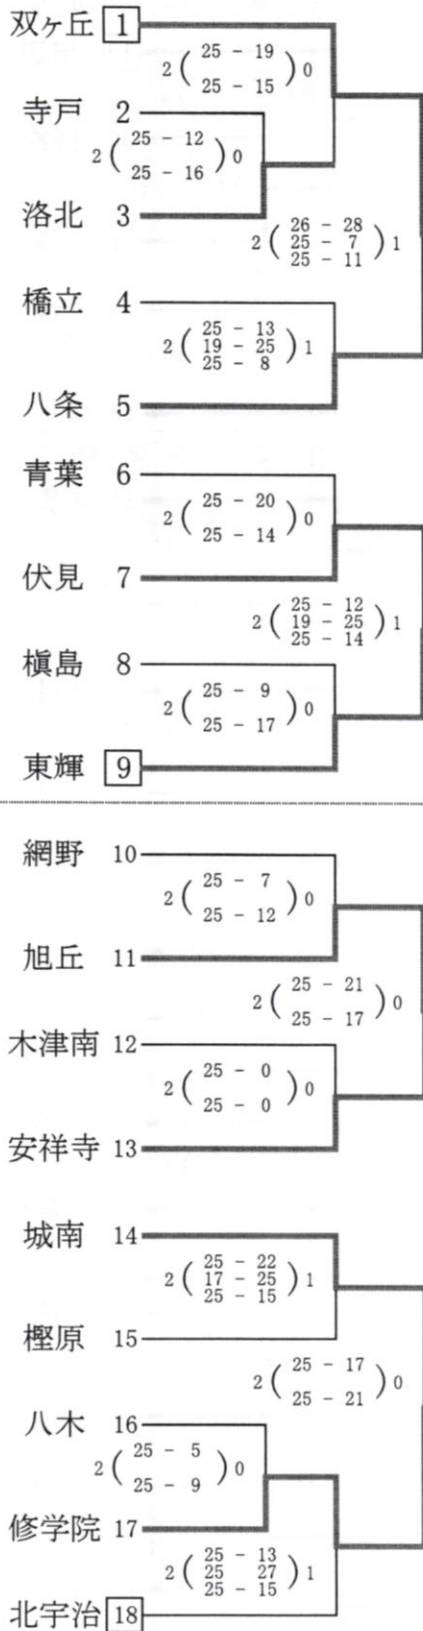 双ヶ丘 1
2 ( 25 - 19
25 - 15 ) 0
寺戸 2
2 ( 25 - 12
25 - 16 ) 0
洛北 3
2 ( 26 - 28
25 - 7
25 - 11 ) 1
橋立 4
2 ( 25 - 13
19 - 25
25 - 8 ) 1
八条 5
青葉 6
2 ( 25 - 20
25 - 14 ) 0
伏見 7
2 ( 25 - 12
19 - 25
25 - 14 ) 1
槇島 8
2 ( 25 - 9
25 - 17 ) 0
東輝 9
網野 10
2 ( 25 - 7
25 - 12 ) 0
旭丘 11
2 ( 25 - 21
25 - 17 ) 0
木津南 12
2 ( 25 - 0
25 - 0 ) 0
安祥寺 13
城南 14
2 ( 25 - 22
17 - 25
25 - 15 ) 1
樫原 15
2 ( 25 - 17
25 - 21 ) 0
八木 16
2 ( 25 - 5
25 - 9 ) 0
修学院 17
2 ( 25 - 13
25 27
25 - 15 ) 1
北宇治 18